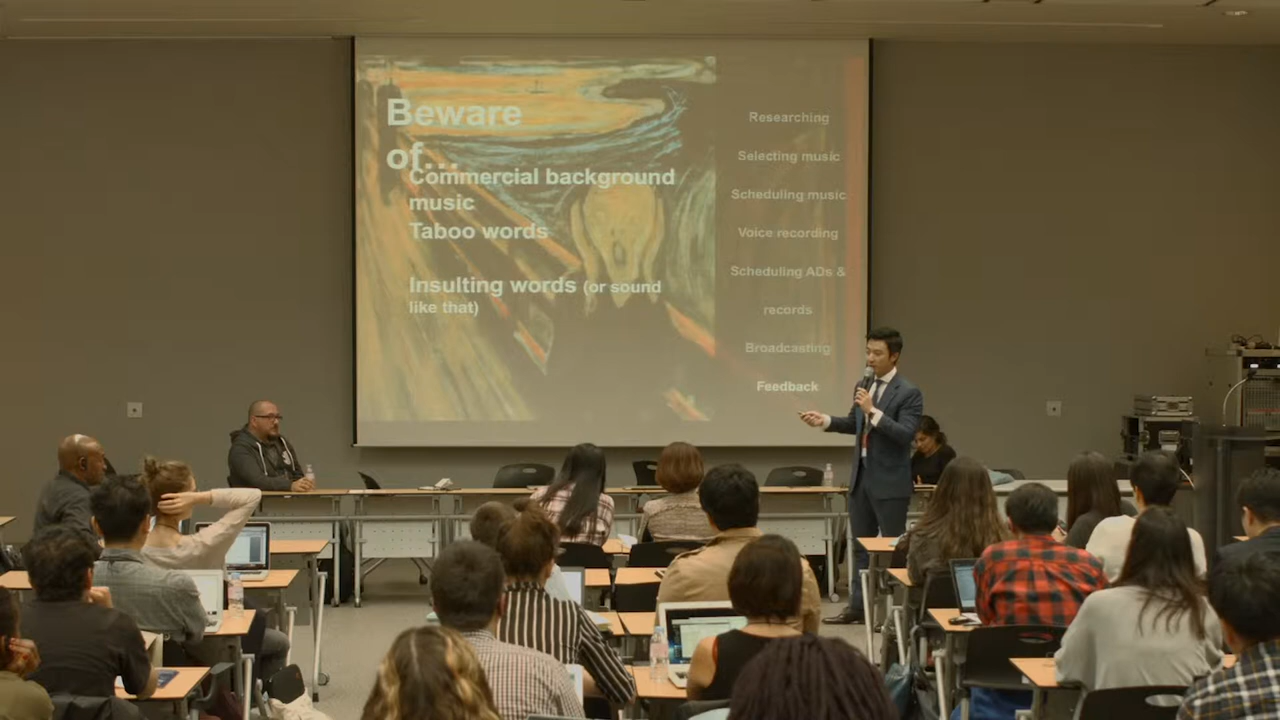 Beware
of...
Commercial background
music
Taboo words
Insulting words (or sound
like that)
Researching
Selecting music
Scheduling music
Voice recording
Scheduling ADs &
records
Broadcasting
Feedback